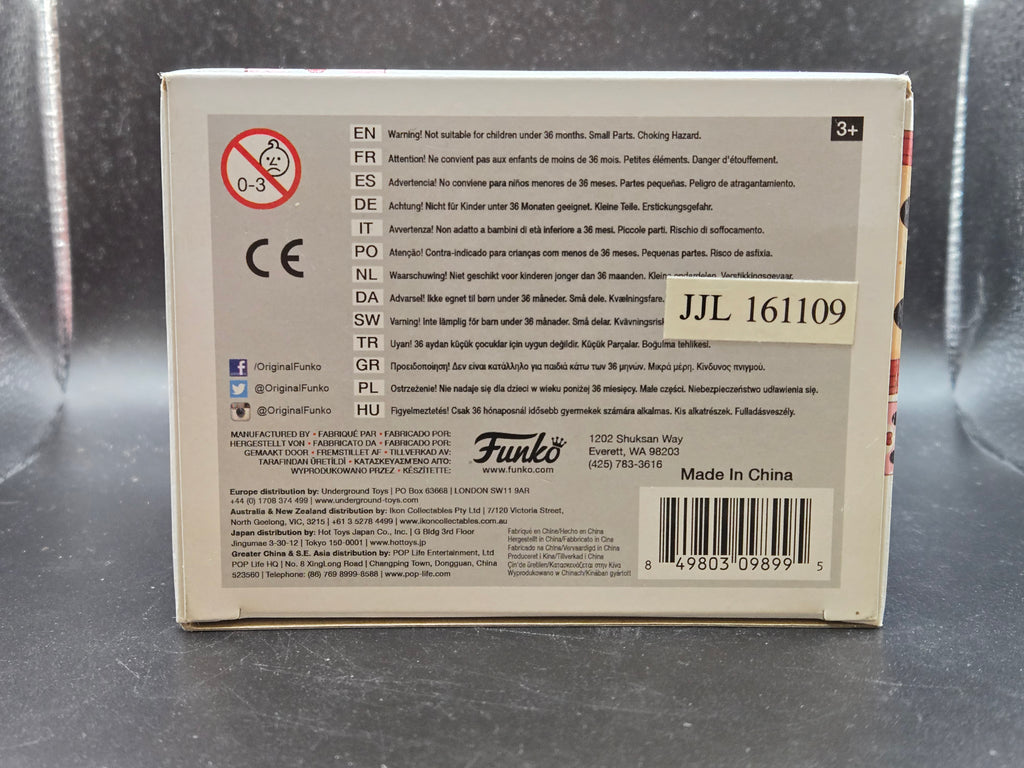 3+
0-3
EN Warning! Not suitable for children under 36 months. Small Parts. Choking Hazard.
FR Attention! Ne convient pas aux enfants de moins de 36 mois. Petites éléments. Danger d'étouffement.
ES Advertencia! No conviene para niños menores de 36 meses. Partes pequeñas. Peligro de atragantamiento.
DE Achtung! Nicht für Kinder unter 36 Monaten geeignet. Kleine Teile. Erstickungsgefahr.
IT Avvertenza! Non adatto a bambini di età inferiore a 36 mesi. Piccole parti. Rischio di soffocamento.
PO Atenção! Contra-indicado para crianças com menos de 36 meses. Pequenas partes. Risco de asfixia.
NL Waarschuwing! Niet geschikt voor kinderen jonger dan 36 maanden. Kleine onderdelen. Verstikkingsgevaar.
DA Advarsel! Ikke egnet til børn under 36 måneder. Små dele. Kvælningsfare.
SW Varning! Inte lämplig för barn under 36 månader. Små delar. Kvävningsrisk
TR Uyarı! 36 aydan küçük çocuklar için uygun değildir. Küçük Parçalar. Boğulma tehlikesi.
GR Προειδοποίηση! Δεν είναι κατάλληλο για παιδιά κάτω των 36 μηνών. Μικρά μέρη. Κίνδυνος πνιγμού.
PL Ostrzeżenie! Nie nadaje się dla dzieci w wieku poniżej 36 miesięcy. Małe części. Niebezpieczeństwo udławienia się.
HU Figyelmeztetés! Csak 36 hónaposnál idősebb gyermekek számára alkalmas. Kis alkatrészek. Fulladásveszély.
CE
JJL 161109
/OriginalFunko
@OriginalFunko
@OriginalFunko
MANUFACTURED BY • FABRIQUÉ PAR • FABRICADO POR:
HERGESTELLT VON • FABBRICATO DA • FABRICADO POR:
GEMAAKT DOOR • FREMSTILLET AF • TILLVERKAD AV:
TARAFINDAN ÜRETİLDİ • ΚΑΤΑΣΚΕΥΑΣΜΕΝΟ ΑΠΟ:
WYPRODUKOWANO PRZEZ • KÉSZÍTETTE:
Funko
www.funko.com
1202 Shuksan Way
Everett, WA 98203
(425) 783-3616
Made In China
Europe distribution by: Underground Toys | PO Box 63668 | LONDON SW11 9AR
+44 (0) 1708 374 499 | www.underground-toys.com
Australia & New Zealand distribution by: Ikon Collectables Pty Ltd | 7/120 Victoria Street,
North Geelong, VIC, 3215 | +61 3 5278 4499 | www.ikoncollectables.com.au
Japan distribution by: Hot Toys Japan Co., Inc. | G Bldg 3rd Floor
Jingumae 3-30-12 | Tokyo 150-0001 | www.hottoys.jp
Greater China & S.E. Asia distribution by: POP Life Entertainment, Ltd
POP Life HQ | No. 8 XingLong Road | Changping Town, Dongguan, China
523560 | Telephone: (86) 769 8999-8588 | www.pop-life.com
Fabriqué en Chine/Hecho en China
Hergestellt in China/Fabbricato in Cina
Fabricado na China/Vervaardigd in China
Produceret i Kina/Tillverkad i China
Çin'de üretilen/Κατασκευάζεται στην Κίνα
Wyprodukowano w Chinach/Kínában gyártott
8 49803 09899 5